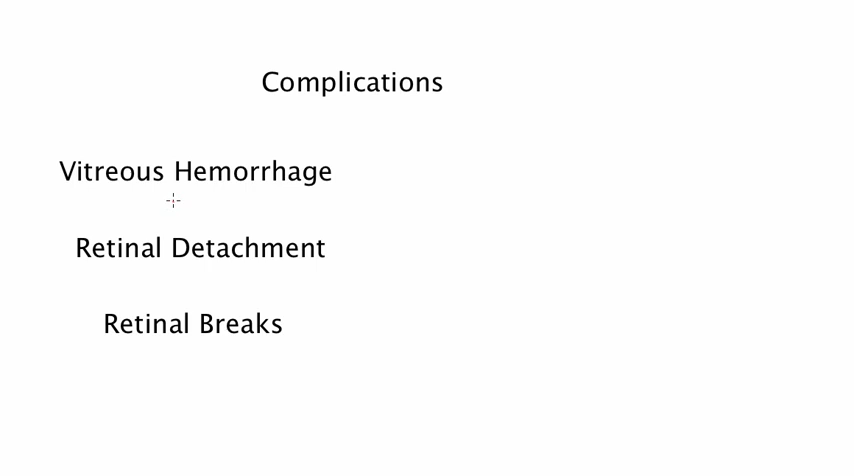 Complications
Vitreous Hemorrhage
Retinal Detachment
Retinal Breaks